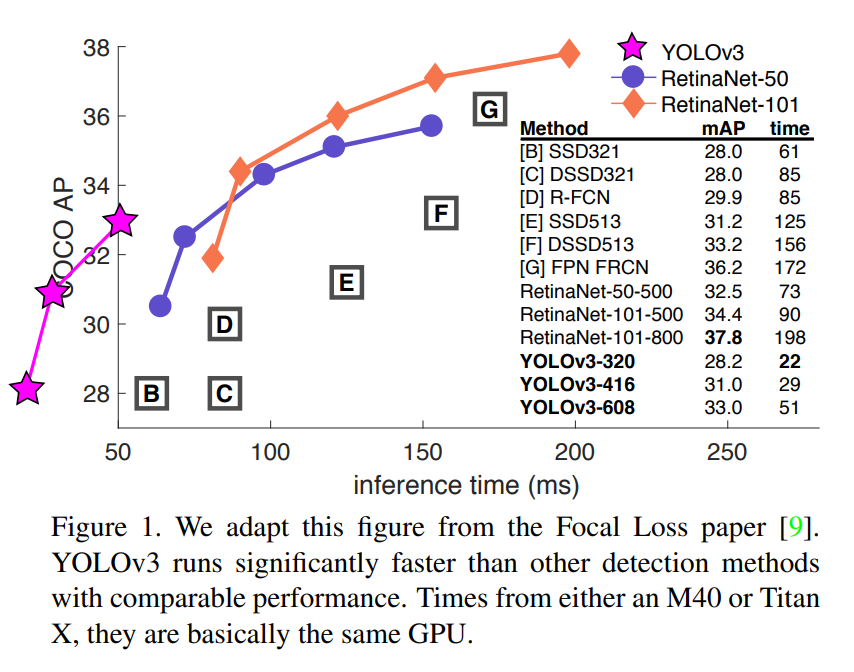 38
36
34
32
30
28
COCO AP
50 100 150 200 250
inference time (ms)
YOLOv3
RetinaNet-50
RetinaNet-101
G
F
E
D
B
C
Method mAP time
[B] SSD321 28.0 61
[C] DSSD321 28.0 85
[D] R-FCN 29.9 85
[E] SSD513 31.2 125
[F] DSSD513 33.2 156
[G] FPN FRCN 36.2 172
RetinaNet-50-500 32.5 73
RetinaNet-101-500 34.4 90
RetinaNet-101-800 37.8 198
YOLOv3-320 28.2 22
YOLOv3-416 31.0 29
YOLOv3-608 33.0 51
Figure 1. We adapt this figure from the Focal Loss paper [9].
YOLOv3 runs significantly faster than other detection methods
with comparable performance. Times from either an M40 or Titan
X, they are basically the same GPU.